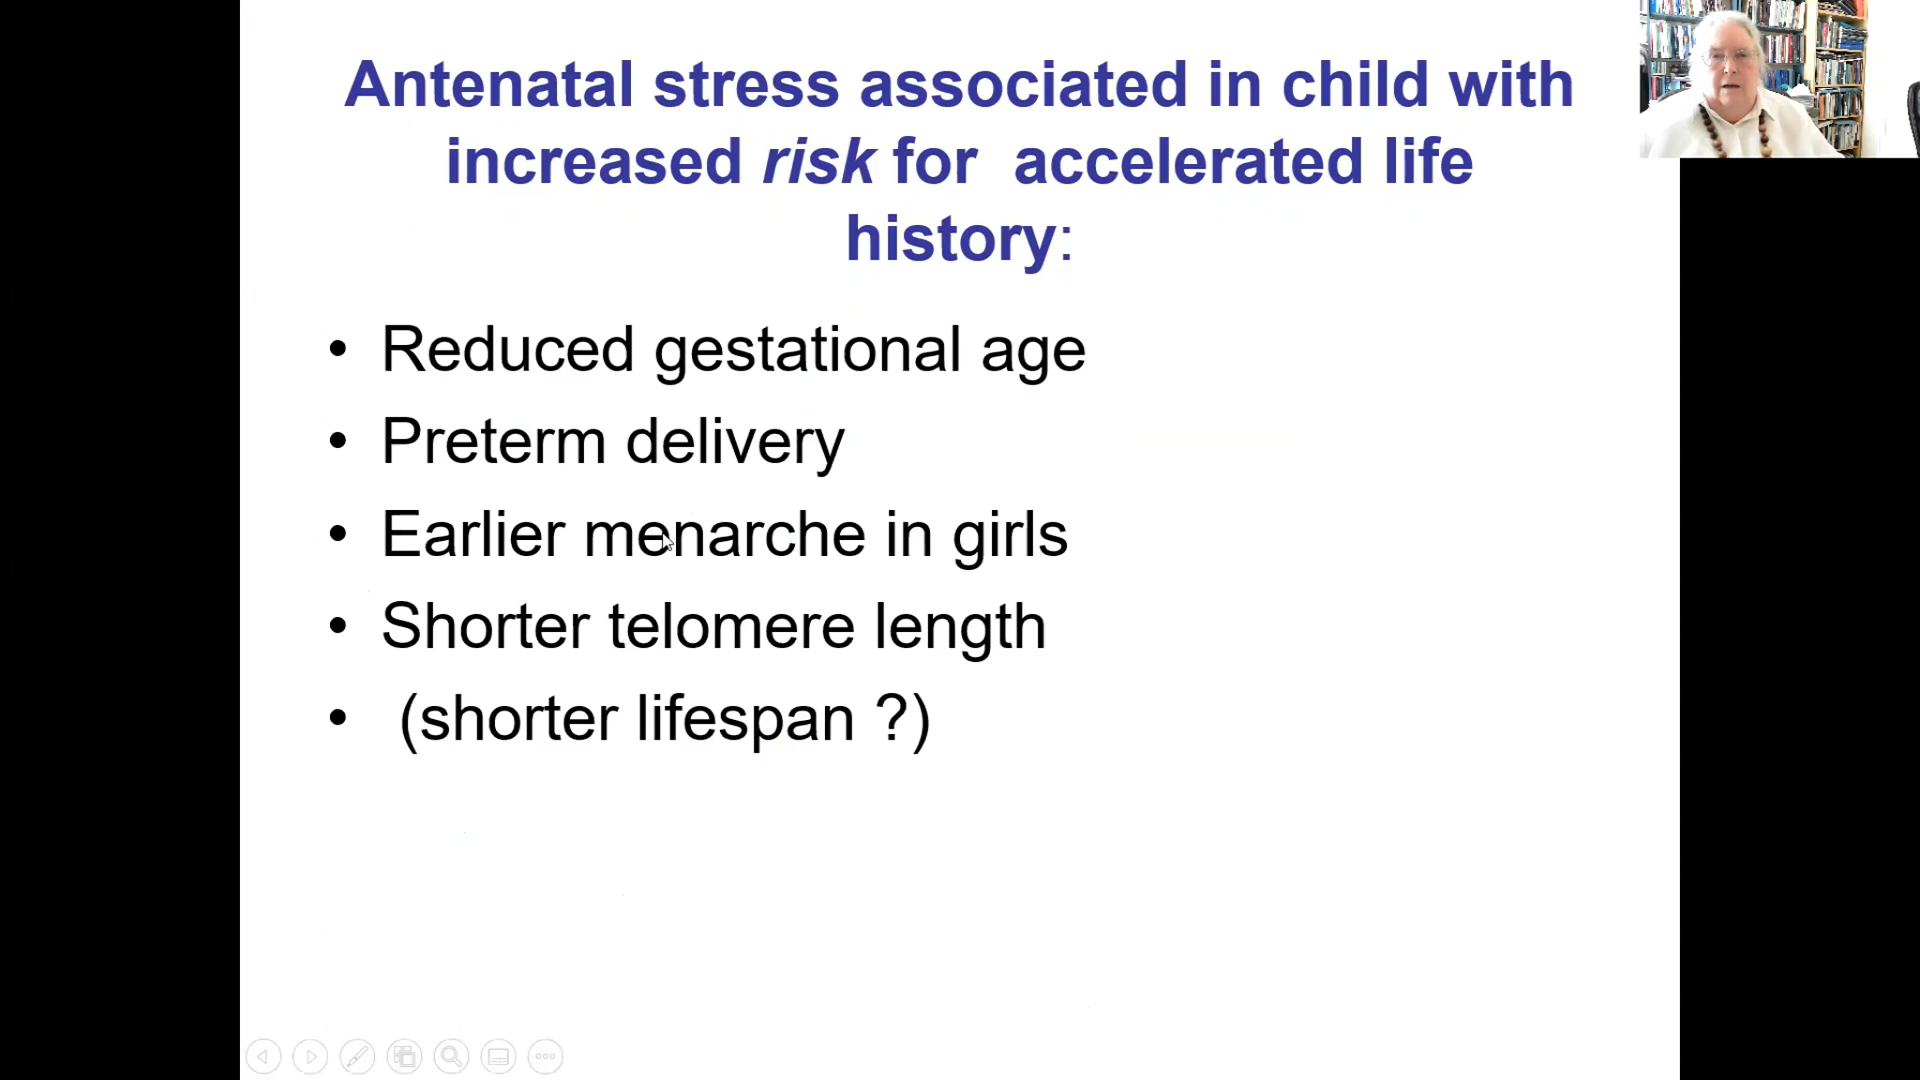 Antenatal stress associated in child with
increased risk for accelerated life
history:
• Reduced gestational age
• Preterm delivery
• Earlier menarche in girls
• Shorter telomere length
• (shorter lifespan ?)